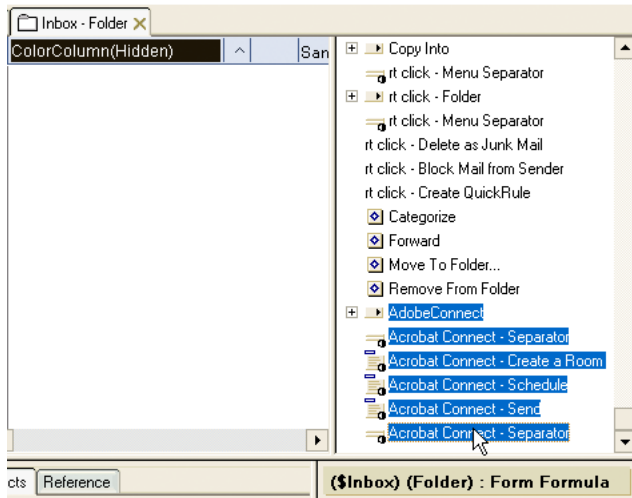 Inbox - Folder
ColorColumn(Hidden)
San
Copy Into
rt click - Menu Separator
rt click - Folder
rt click - Menu Separator
rt click - Delete as Junk Mail
rt click - Block Mail from Sender
rt click - Create QuickRule
Categorize
Forward
Move To Folder...
Remove From Folder
AdobeConnect
Acrobat Connect - Separator
Acrobat Connect - Create a Room
Acrobat Connect - Schedule
Acrobat Connect - Send
Acrobat Connect - Separator
cts
Reference
($Inbox) (Folder) : Form Formula